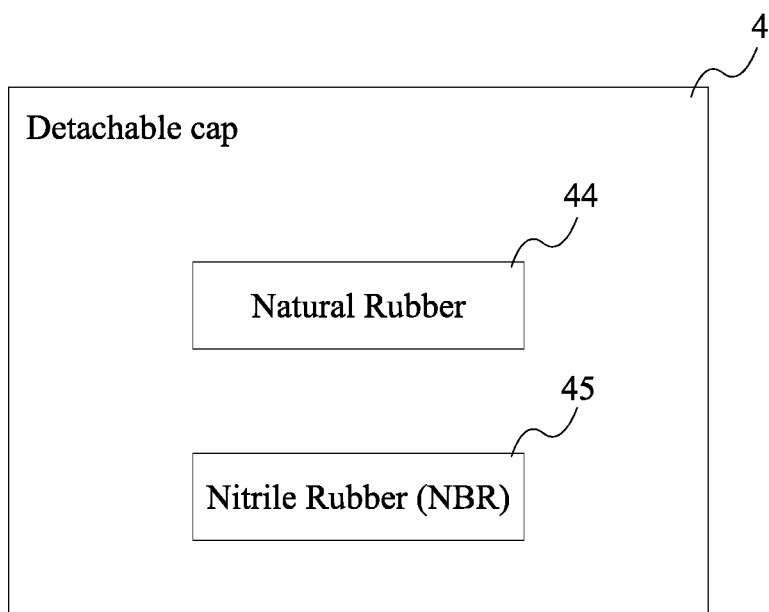 4
Detachable cap
44
Natural Rubber
45
Nitrile Rubber (NBR)